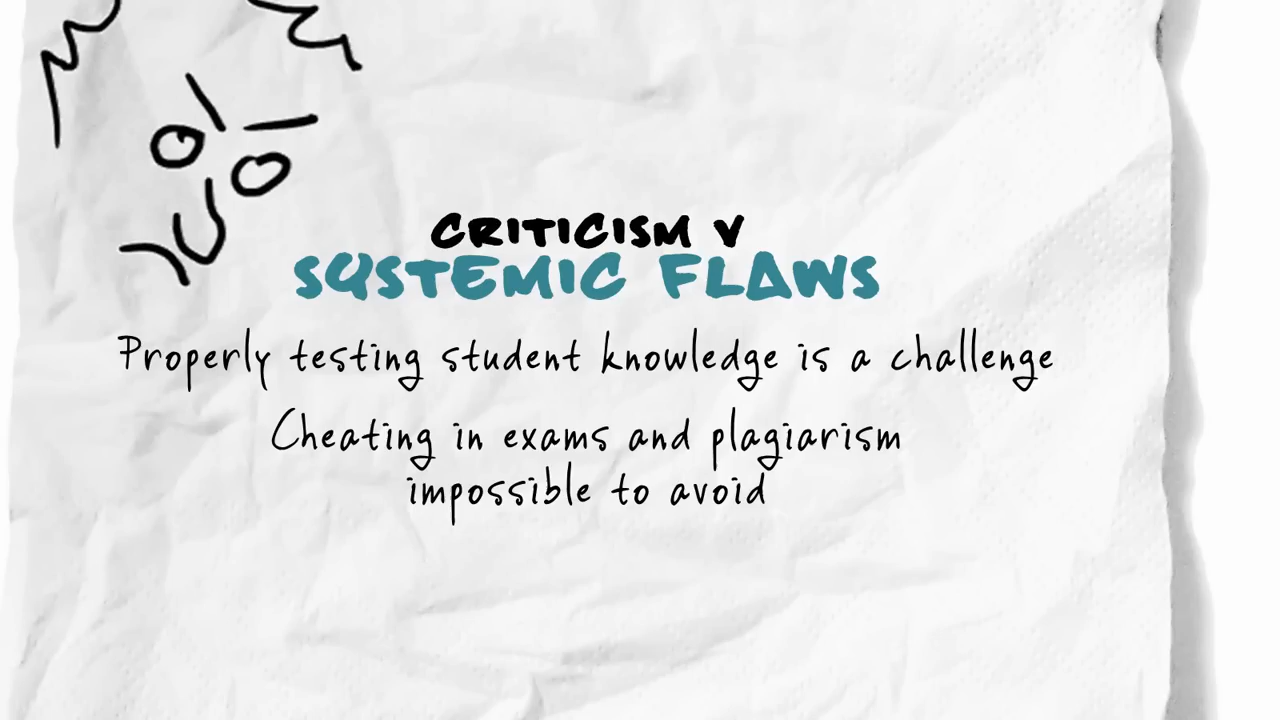 CRITICISM V
SYSTEMIC FLAWS
Properly testing student knowledge is a challenge
Cheating in exams and plagiarism
impossible to avoid